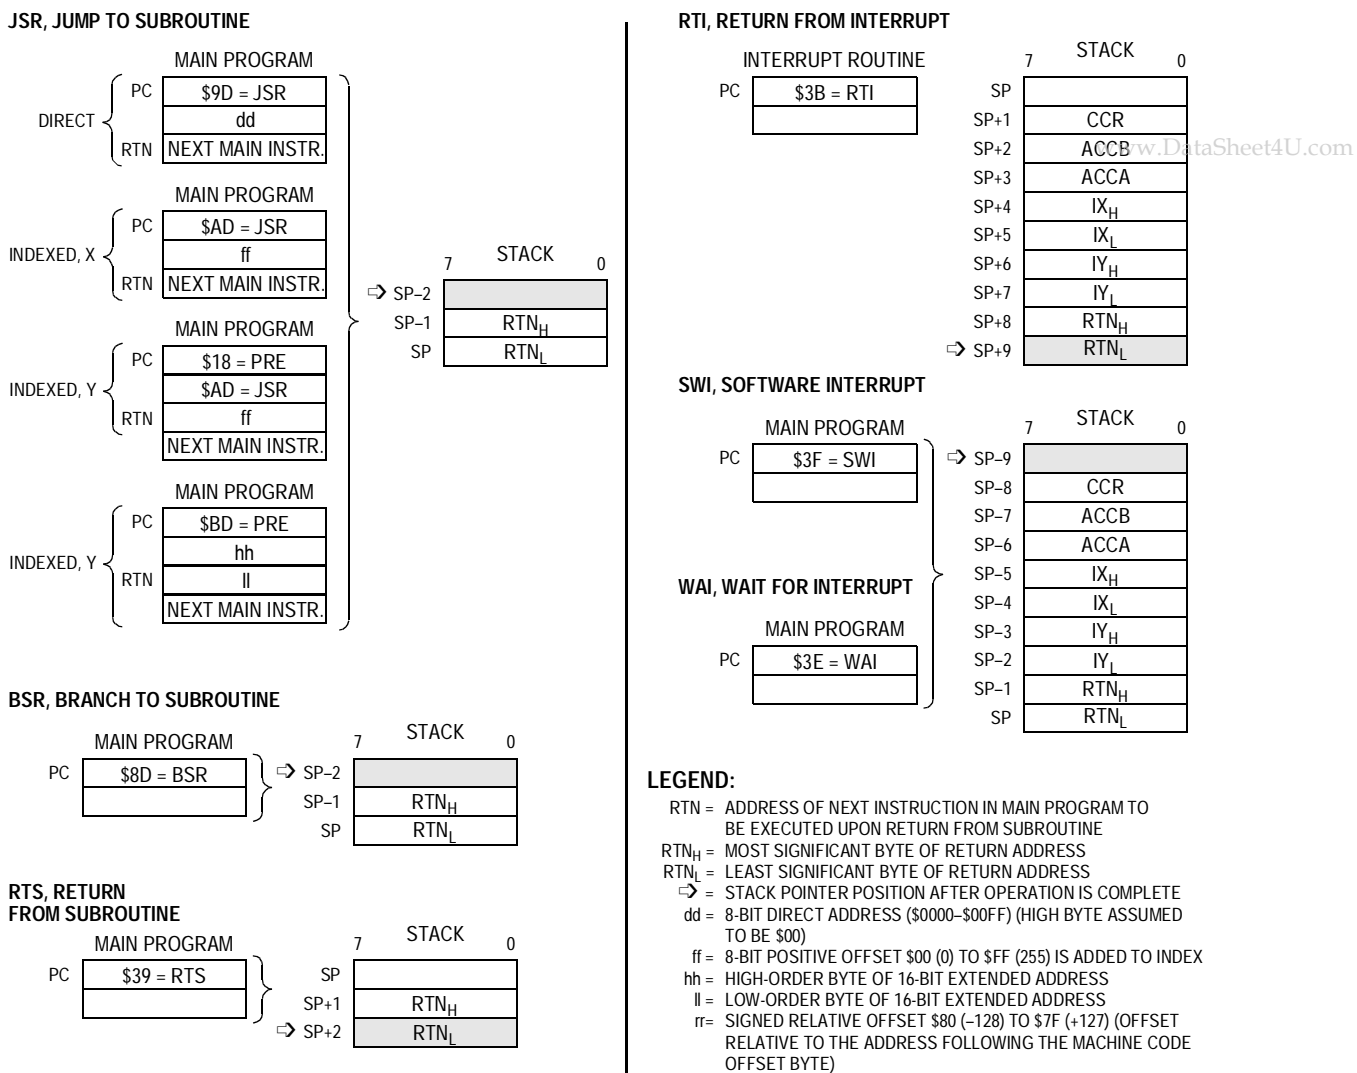 JSR, JUMP TO SUBROUTINE
MAIN PROGRAM
DIRECT
PC $9D = JSR
dd
RTN NEXT MAIN INSTR.
MAIN PROGRAM
INDEXED, X
PC $AD = JSR
ff
RTN NEXT MAIN INSTR.
MAIN PROGRAM
INDEXED, Y
PC $18 = PRE
$AD = JSR
RTN ff
NEXT MAIN INSTR.
MAIN PROGRAM
INDEXED, Y
PC $BD = PRE
hh
RTN ll
NEXT MAIN INSTR.
7 STACK 0
➩ SP–2
SP–1 RTNH
SP RTNL
BSR, BRANCH TO SUBROUTINE
MAIN PROGRAM
PC $8D = BSR
7 STACK 0
➩ SP–2
SP–1 RTNH
SP RTNL
RTS, RETURN
FROM SUBROUTINE
MAIN PROGRAM
PC $39 = RTS
7 STACK 0
SP
SP+1 RTNH
➩ SP+2 RTNL
RTI, RETURN FROM INTERRUPT
INTERRUPT ROUTINE
PC $3B = RTI
7 STACK 0
SP
SP+1 CCR
SP+2 ACCB
www.DataSheet4U.com
SP+3 ACCA
SP+4 IXH
SP+5 IXL
SP+6 IYH
SP+7 IYL
SP+8 RTNH
➩ SP+9 RTNL
SWI, SOFTWARE INTERRUPT
MAIN PROGRAM
PC $3F = SWI
WAI, WAIT FOR INTERRUPT
MAIN PROGRAM
PC $3E = WAI
7 STACK 0
➩ SP–9
SP–8 CCR
SP–7 ACCB
SP–6 ACCA
SP–5 IXH
SP–4 IXL
SP–3 IYH
SP–2 IYL
SP–1 RTNH
SP RTNL
LEGEND:
RTN = ADDRESS OF NEXT INSTRUCTION IN MAIN PROGRAM TO
BE EXECUTED UPON RETURN FROM SUBROUTINE
RTNH = MOST SIGNIFICANT BYTE OF RETURN ADDRESS
RTNL = LEAST SIGNIFICANT BYTE OF RETURN ADDRESS
➩ = STACK POINTER POSITION AFTER OPERATION IS COMPLETE
dd = 8-BIT DIRECT ADDRESS ($0000–$00FF) (HIGH BYTE ASSUMED
TO BE $00)
ff = 8-BIT POSITIVE OFFSET $00 (0) TO $FF (255) IS ADDED TO INDEX
hh = HIGH-ORDER BYTE OF 16-BIT EXTENDED ADDRESS
ll = LOW-ORDER BYTE OF 16-BIT EXTENDED ADDRESS
rr= SIGNED RELATIVE OFFSET $80 (–128) TO $7F (+127) (OFFSET
RELATIVE TO THE ADDRESS FOLLOWING THE MACHINE CODE
OFFSET BYTE)